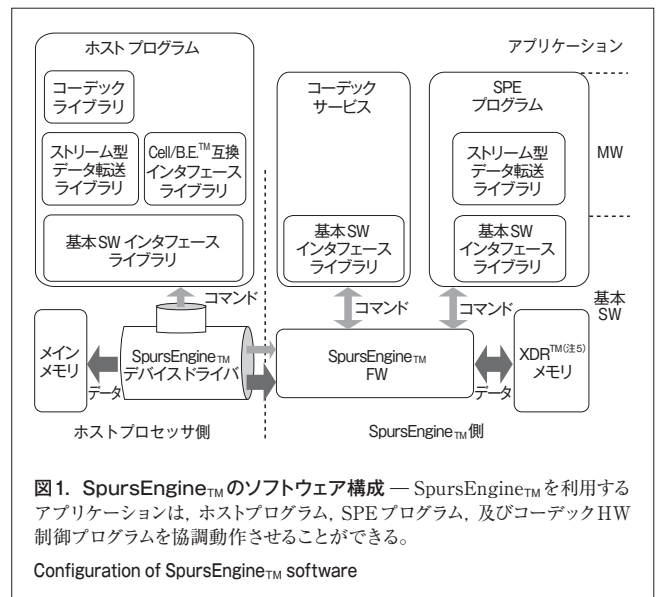 ホスト プログラム
アプリケーション
コーデック
ライブラリ
コーデック
サービス
SPE
プログラム
ストリーム型
データ転送
ライブラリ
Cell/B.E.™互換
インタフェース
ライブラリ
ストリーム型
データ転送
ライブラリ
MW
基本SW インタフェース
ライブラリ
基本SW
インタフェース
ライブラリ
基本SW
インタフェース
ライブラリ
コマンド
コマンド
コマンド
基本
SW
メイン
メモリ
データ
SpursEngine™
デバイスドライバ
SpursEngine™
FW
データ
XDR™(注5)
メモリ
ホストプロセッサ側
SpursEngine™側
図1. SpursEngine™のソフトウェア構成 — SpursEngine™を利用する
アプリケーションは，ホストプログラム，SPEプログラム，及びコーデックHW
制御プログラムを協調動作させることができる。
Configuration of SpursEngine™ software